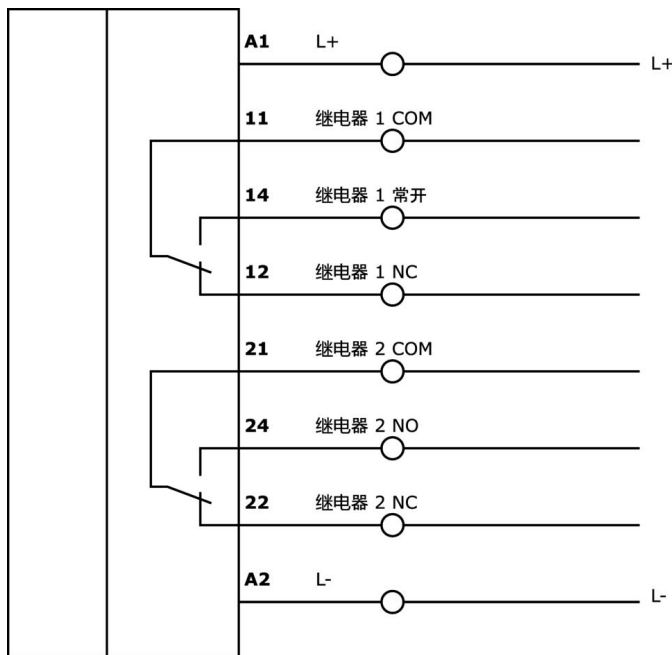 A1 L+
L+
11 继电器 1 COM
14 继电器 1 常开
12 继电器 1 NC
21 继电器 2 COM
24 继电器 2 NO
22 继电器 2 NC
A2 L-
L-